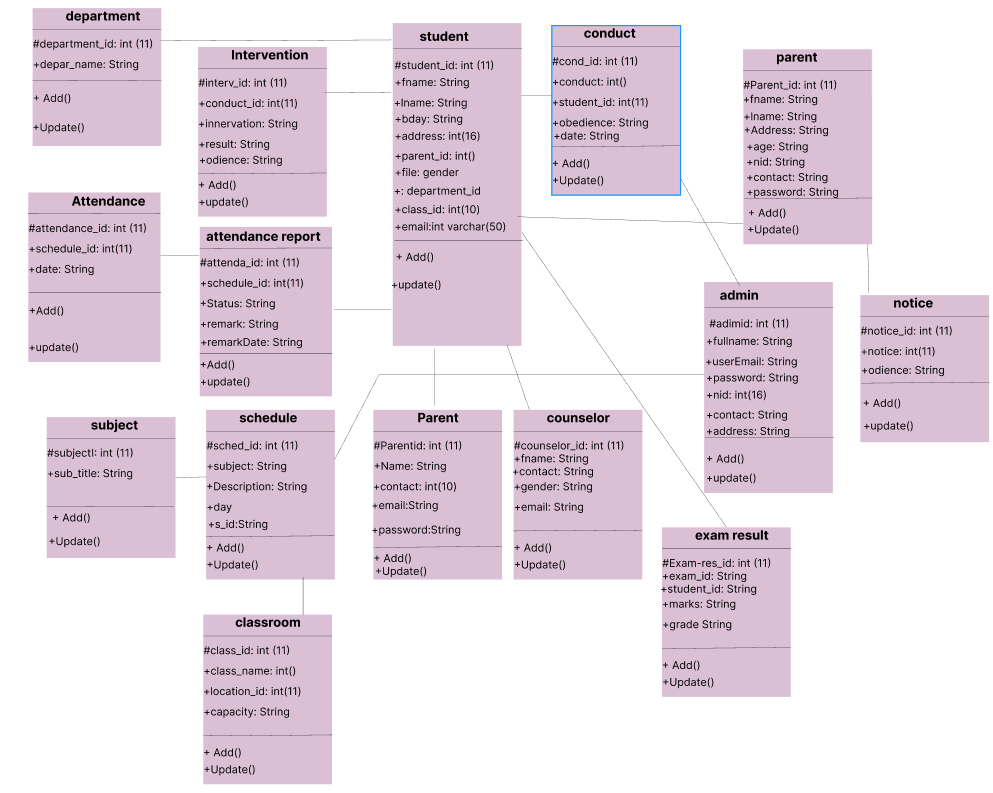 department
#department_id: int (11)
+depar_name: String
+ Add()
+Update()
Intervention
#interv_id: int (11)
+conduct_id: int(11)
+innervation: String
+result: String
+odience: String
+ Add()
+update()
student
#student_id: int (11)
+fname: String
+lname: String
+bday: String
+address: int(16)
+parent_id: int()
+file: gender
+: department_id
+class_id: int(10)
+email:int varchar(50)
+ Add()
+update()
conduct
#cond_id: int (11)
+conduct: int()
+student_id: int(11)
+obedience: String
+date: String
+ Add()
+Update()
parent
#Parent_id: int (11)
+fname: String
+lname: String
+Address: String
+age: String
+nid: String
+contact: String
+password: String
+ Add()
+Update()
Attendance
#attendance_id: int (11)
+schedule_id: int(11)
+date: String
+Add()
+update()
attendance report
#attenda_id: int (11)
+schedule_id: int(11)
+Status: String
+remark: String
+remarkDate: String
+Add()
+update()
admin
#adimid: int (11)
+fullname: String
+userEmail: String
+password: String
+nid: int(16)
+contact: String
+address: String
+ Add()
+update()
notice
#notice_id: int (11)
+notice: int(11)
+odience: String
+ Add()
+update()
subject
#subjectI: int (11)
+sub_title: String
+ Add()
+Update()
schedule
#sched_id: int (11)
+subject: String
+Description: String
+day
+s_id:String
+ Add()
+Update()
Parent
#Parentid: int (11)
+Name: String
+contact: int(10)
+email:String
+password:String
+ Add()
+Update()
counselor
#counselor_id: int (11)
+fname: String
+contact: String
+gender: String
+email: String
+ Add()
+Update()
exam result
#Exam-res_id: int (11)
+exam_id: String
+student_id: String
+marks: String
+grade String
+ Add()
+Update()
classroom
#class_id: int (11)
+class_name: int()
+location_id: int(11)
+capacity: String
+ Add()
+Update()